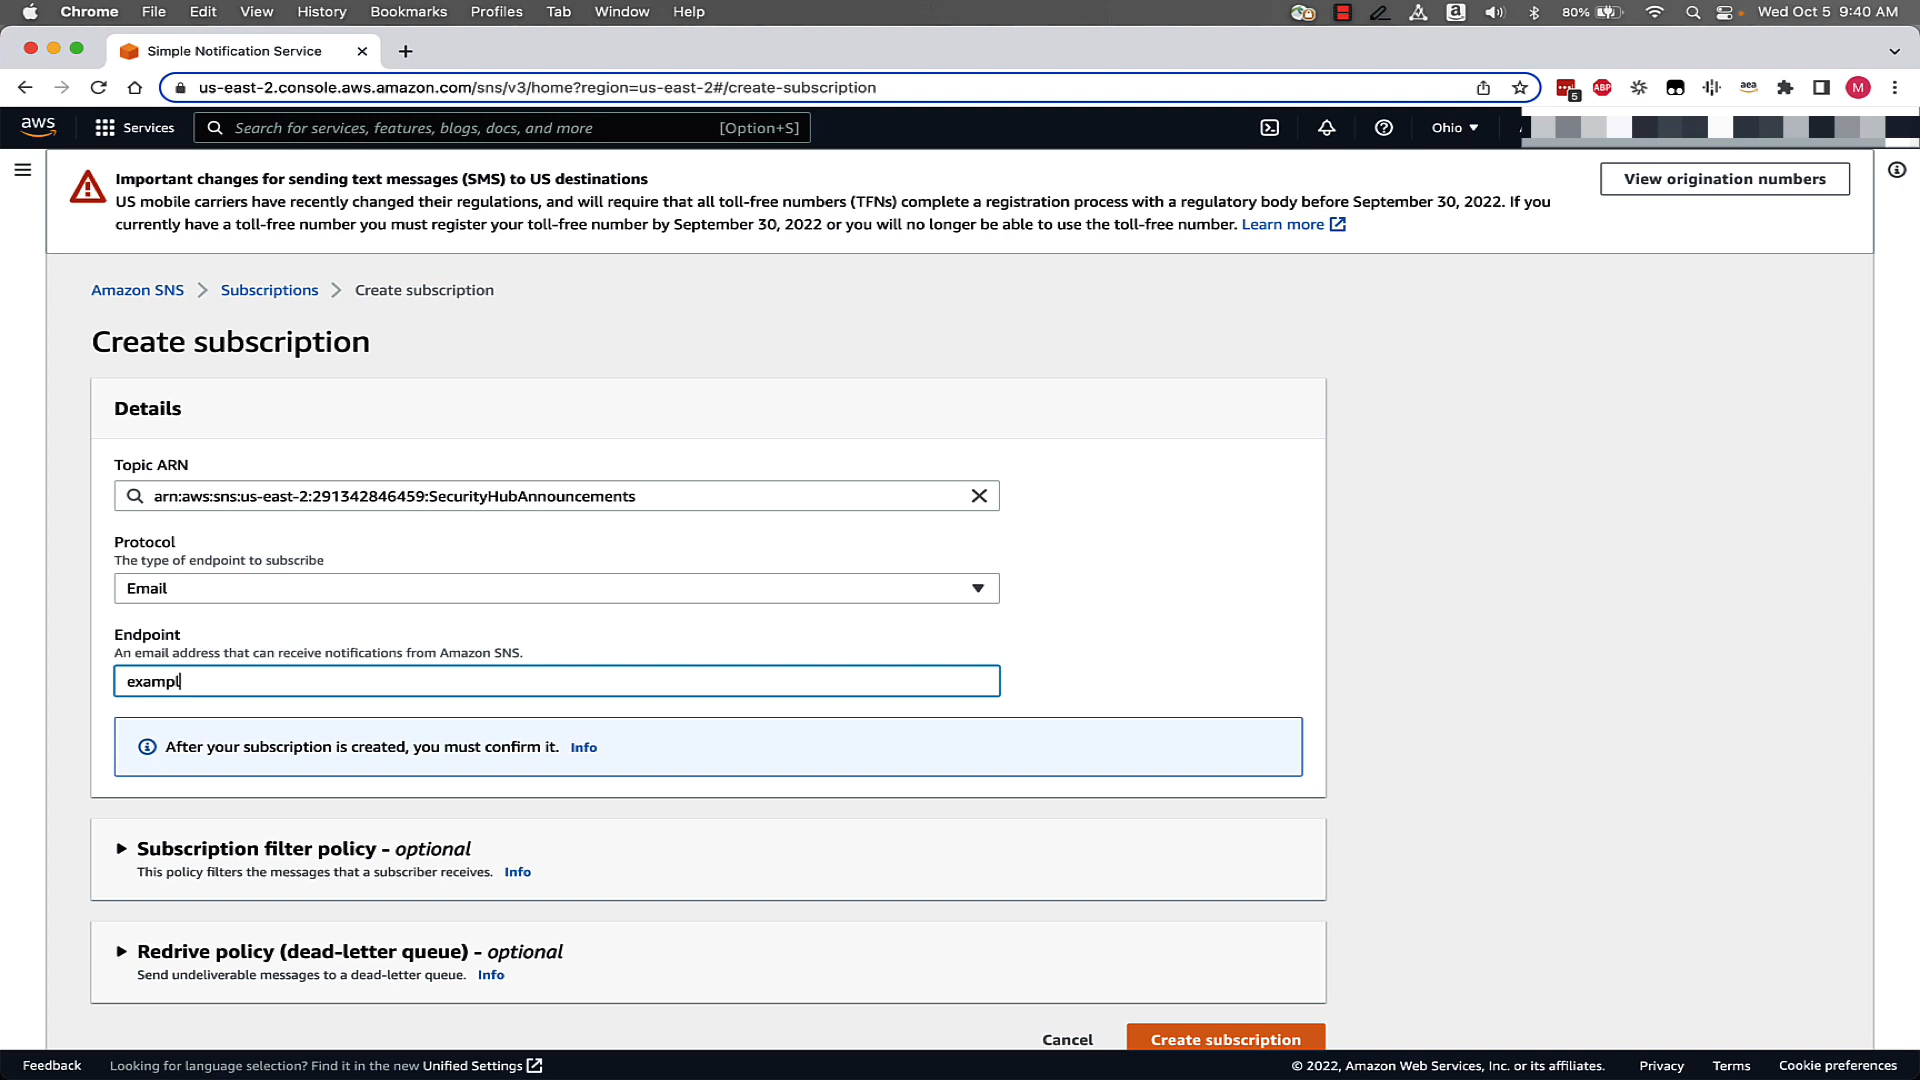 Chrome File Edit View History Bookmarks Profiles Tab Window Help 80% Wed Oct 5 9:40 AM
Simple Notification Service
us-east-2.console.aws.amazon.com/sns/v3/home?region=us-east-2#/create-subscription 5 ABP aea M
aws Services Search for services, features, blogs, docs, and more [Option+S] Ohio
Important changes for sending text messages (SMS) to US destinations
View origination numbers
US mobile carriers have recently changed their regulations, and will require that all toll-free numbers (TFNs) complete a registration process with a regulatory body before September 30, 2022. If you
currently have a toll-free number you must register your toll-free number by September 30, 2022 or you will no longer be able to use the toll-free number. Learn more
Amazon SNS > Subscriptions > Create subscription
Create subscription
Details
Topic ARN
arn:aws:sns:us-east-2:291342846459:SecurityHubAnnouncements
Protocol
The type of endpoint to subscribe
Email
Endpoint
An email address that can receive notifications from Amazon SNS.
exampl
After your subscription is created, you must confirm it. Info
Subscription filter policy - optional
This policy filters the messages that a subscriber receives. Info
Redrive policy (dead-letter queue) - optional
Send undeliverable messages to a dead-letter queue. Info
Cancel Create subscription
Feedback Looking for language selection? Find it in the new Unified Settings © 2022, Amazon Web Services, Inc. or its affiliates. Privacy Terms Cookie preferences